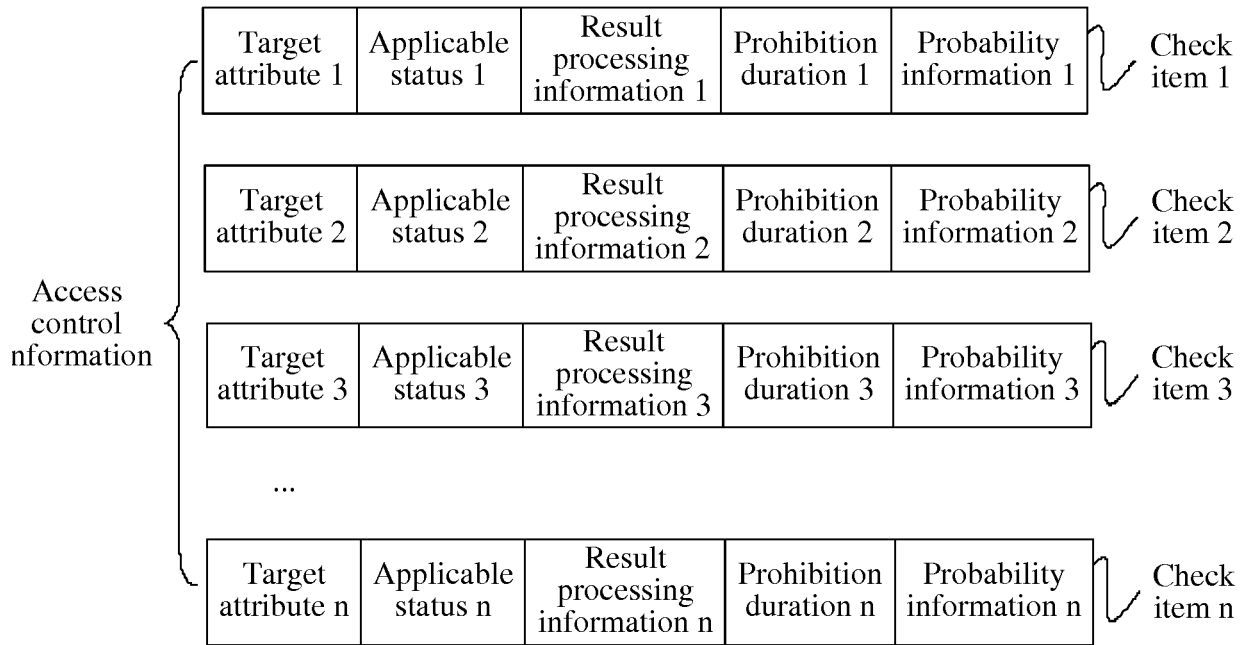 Target attribute 1
Applicable status 1
Result processing information 1
Prohibition duration 1
Probability information 1
Check item 1
Target attribute 2
Applicable status 2
Result processing information 2
Prohibition duration 2
Probability information 2
Check item 2
Access control nformation
Target attribute 3
Applicable status 3
Result processing information 3
Prohibition duration 3
Probability information 3
Check item 3
...
Target attribute n
Applicable status n
Result processing information n
Prohibition duration n
Probability information n
Check item n